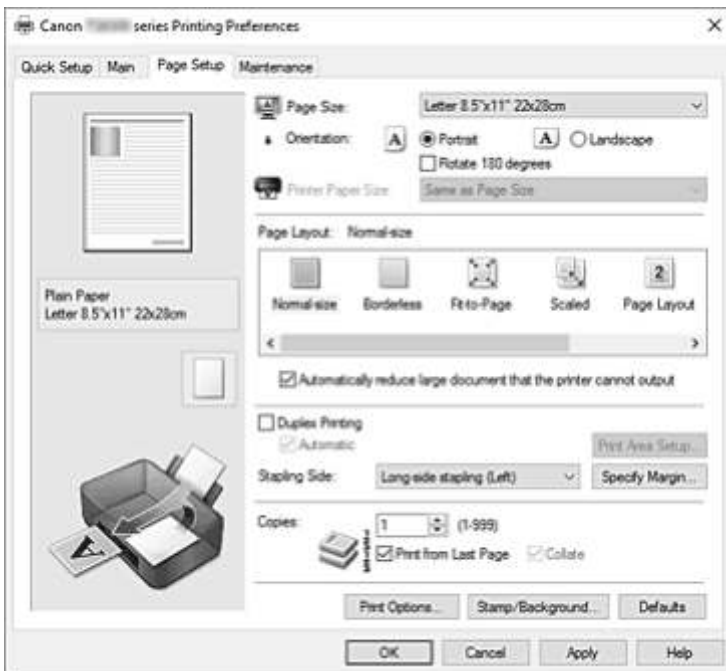 Canon series Printing Preferences
Quick Setup Main Page Setup Maintenance
Page Size: Letter 8.5"x11" 22x28cm
Orientation: A Portrait A Landscape
Rotate 180 degrees
Printer Paper Size Same as Page Size
Page Layout: Normal-size
Normal-size Borderless Fit-to-Page Scaled 2 Page Layout
Plain Paper
Letter 8.5"x11" 22x28cm
Automatically reduce large document that the printer cannot output
Duplex Printing
Automatic Print Area Setup...
Stapling Side: Long-side stapling (Left) Specify Margin...
Copies: 1 (1-999)
Print from Last Page Collate
A
Print Options... Stamp/Background... Defaults
OK Cancel Apply Help